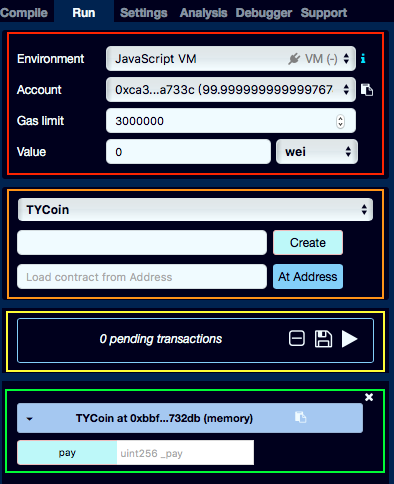 Compile Run Settings Analysis Debugger Support
Environment JavaScript VM VM (-) i
Account 0xca3...a733c (99.999999999999767
Gas limit 3000000
Value 0 wei
TYCoin
Create
Load contract from Address At Address
0 pending transactions
TYCoin at 0xbbf...732db (memory)
pay uint256 _pay